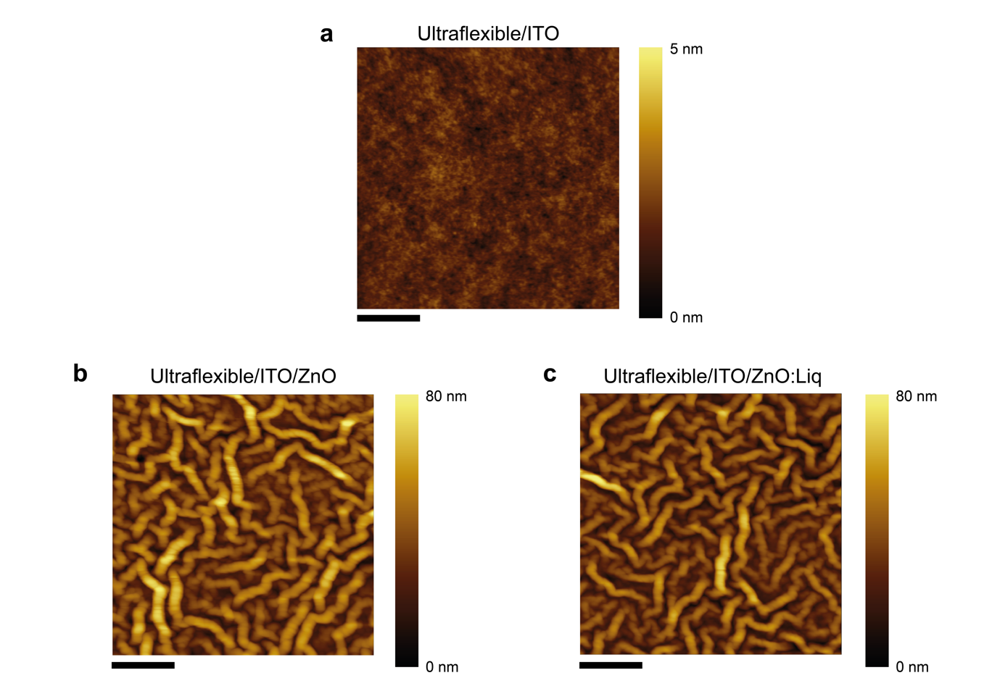 a
Ultraflexible/ITO
5 nm
0 nm
b
Ultraflexible/ITO/ZnO
80 nm
0 nm
c
Ultraflexible/ITO/ZnO:Liq
80 nm
0 nm